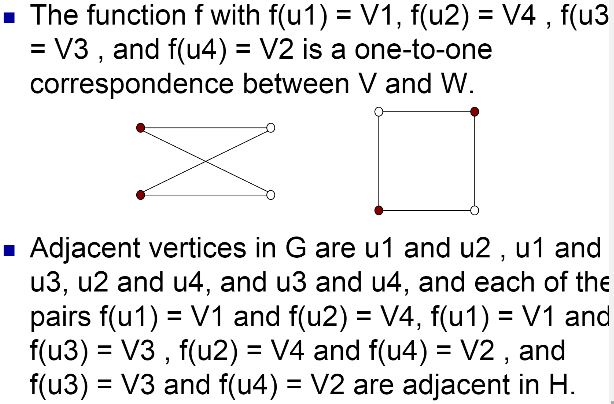 The function f with f(u1) = V1, f(u2) = V4 , f(u3
= V3 , and f(u4) = V2 is a one-to-one
correspondence between V and W.
Adjacent vertices in G are u1 and u2 , u1 and
u3, u2 and u4, and u3 and u4, and each of the
pairs f(u1) = V1 and f(u2) = V4, f(u1) = V1 and
f(u3) = V3 , f(u2) = V4 and f(u4) = V2 , and
f(u3) = V3 and f(u4) = V2 are adjacent in H.